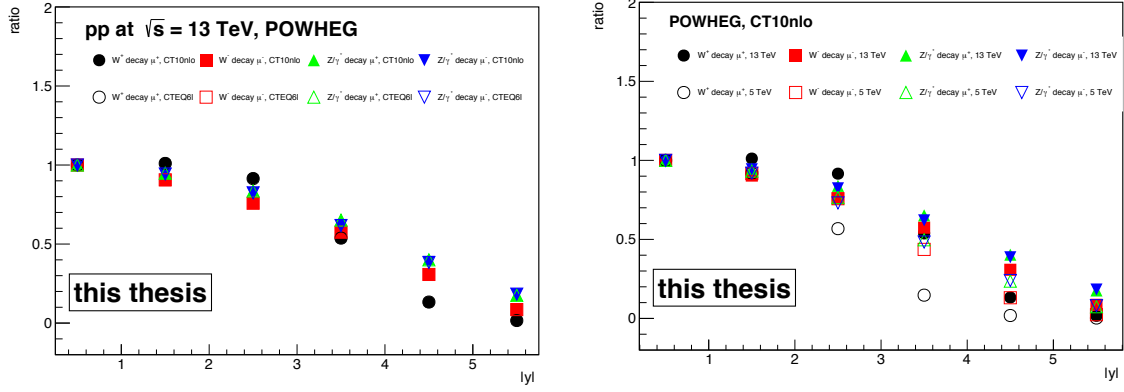 ratio
2
1.5
1
0.5
0
pp at √s = 13 TeV, POWHEG
W⁺ decay μ⁺, CT10nlo W⁻ decay μ⁻, CT10nlo Z/γ* decay μ⁺, CT10nlo Z/γ* decay μ⁻, CT10nlo
W⁺ decay μ⁺, CTEQ6l W⁻ decay μ⁻, CTEQ6l Z/γ* decay μ⁺, CTEQ6l Z/γ* decay μ⁻, CTEQ6l
this thesis
1 2 3 4 5
|y|
ratio
2
1.5
1
0.5
0
POWHEG, CT10nlo
W⁺ decay μ⁺, 13 TeV W⁻ decay μ⁻, 13 TeV Z/γ* decay μ⁺, 13 TeV Z/γ* decay μ⁻, 13 TeV
W⁺ decay μ⁺, 5 TeV W⁻ decay μ⁻, 5 TeV Z/γ* decay μ⁺, 5 TeV Z/γ* decay μ⁻, 5 TeV
this thesis
1 2 3 4 5
|y|